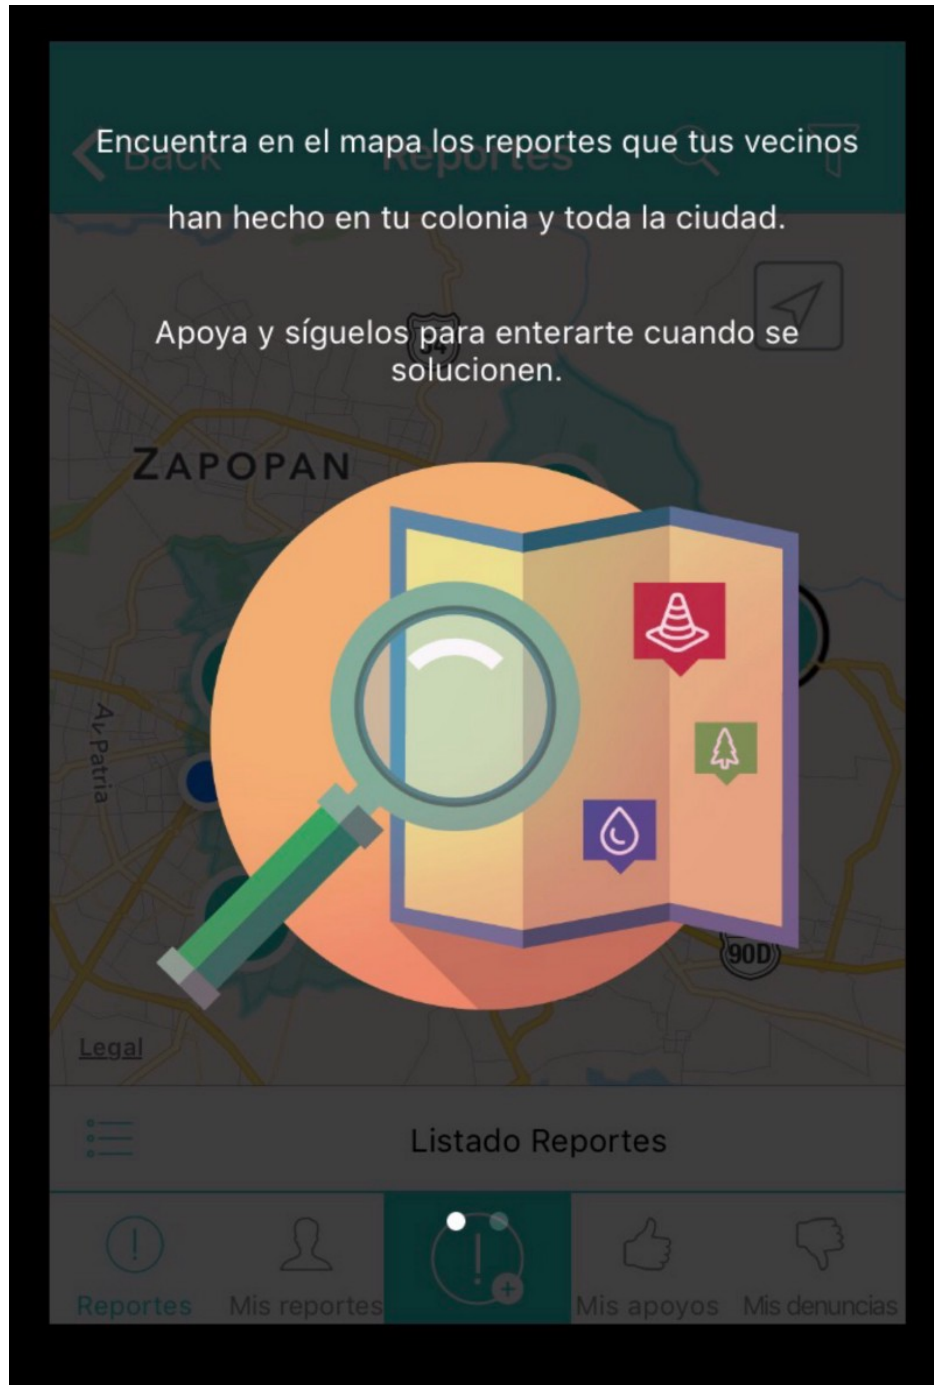 Encuentra en el mapa los reportes que tus vecinos
Back
Reportes
han hecho en tu colonia y toda la ciudad.
Apoya y síguelos para enterarte cuando se
solucionen.
ZAPOPAN
Av Patria
90D
Legal
Listado Reportes
Reportes
Mis reportes
Mis apoyos
Mis denuncias